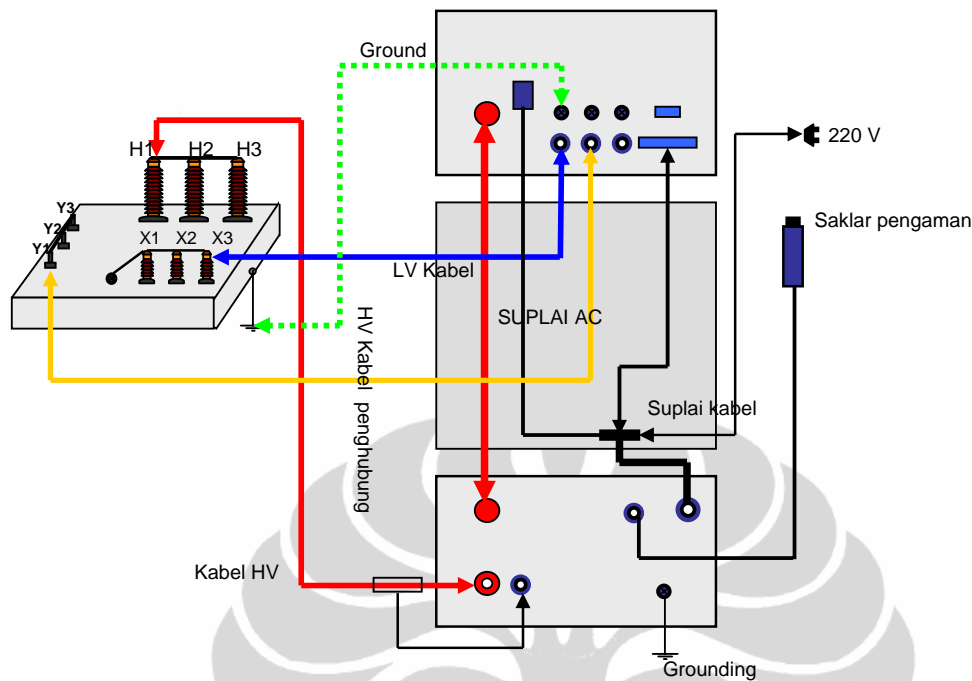 Ground
220 V
H1 H2 H3
Saklar pengaman
Y3
Y2
Y1
X1 X2 X3
LV Kabel
SUPLAI AC
HV Kabel penghubung
Suplai kabel
Kabel HV
Grounding